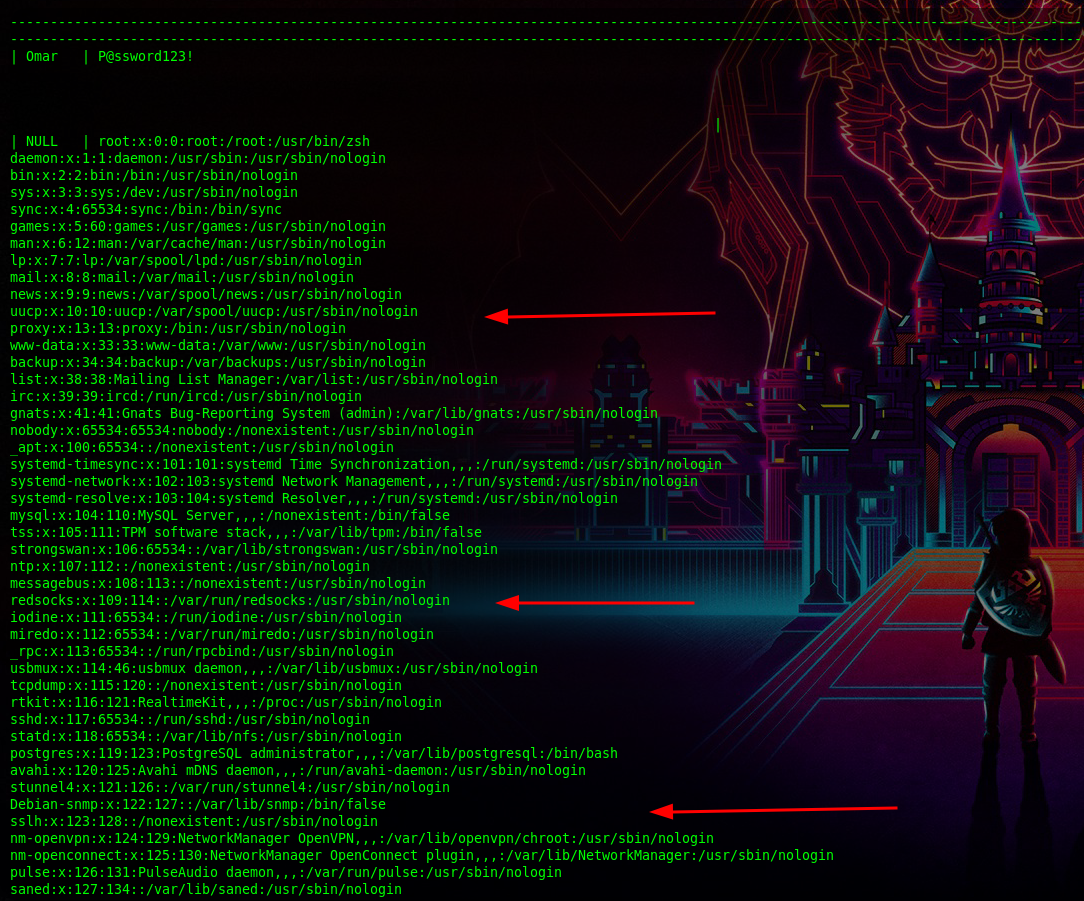 --------------------------------------------------------------------------------------------------------------------------------------
--------------------------------------------------------------------------------------------------------------------------------------
| Omar   | P@ssword123!
|
| NULL   | root:x:0:0:root:/root:/usr/bin/zsh
daemon:x:1:1:daemon:/usr/sbin:/usr/sbin/nologin
bin:x:2:2:bin:/bin:/usr/sbin/nologin
sys:x:3:3:sys:/dev:/usr/sbin/nologin
sync:x:4:65534:sync:/bin:/bin/sync
games:x:5:60:games:/usr/games:/usr/sbin/nologin
man:x:6:12:man:/var/cache/man:/usr/sbin/nologin
lp:x:7:7:lp:/var/spool/lpd:/usr/sbin/nologin
mail:x:8:8:mail:/var/mail:/usr/sbin/nologin
news:x:9:9:news:/var/spool/news:/usr/sbin/nologin
uucp:x:10:10:uucp:/var/spool/uucp:/usr/sbin/nologin
proxy:x:13:13:proxy:/bin:/usr/sbin/nologin
www-data:x:33:33:www-data:/var/www:/usr/sbin/nologin
backup:x:34:34:backup:/var/backups:/usr/sbin/nologin
list:x:38:38:Mailing List Manager:/var/list:/usr/sbin/nologin
irc:x:39:39:ircd:/run/ircd:/usr/sbin/nologin
gnats:x:41:41:Gnats Bug-Reporting System (admin):/var/lib/gnats:/usr/sbin/nologin
nobody:x:65534:65534:nobody:/nonexistent:/usr/sbin/nologin
_apt:x:100:65534::/nonexistent:/usr/sbin/nologin
systemd-timesync:x:101:101:systemd Time Synchronization,,,:/run/systemd:/usr/sbin/nologin
systemd-network:x:102:103:systemd Network Management,,,:/run/systemd:/usr/sbin/nologin
systemd-resolve:x:103:104:systemd Resolver,,,:/run/systemd:/usr/sbin/nologin
mysql:x:104:110:MySQL Server,,,:/nonexistent:/bin/false
tss:x:105:111:TPM software stack,,,:/var/lib/tpm:/bin/false
strongswan:x:106:65534::/var/lib/strongswan:/usr/sbin/nologin
ntp:x:107:112::/nonexistent:/usr/sbin/nologin
messagebus:x:108:113::/nonexistent:/usr/sbin/nologin
redsocks:x:109:114::/var/run/redsocks:/usr/sbin/nologin
iodine:x:111:65534::/run/iodine:/usr/sbin/nologin
miredo:x:112:65534::/var/run/miredo:/usr/sbin/nologin
_rpc:x:113:65534::/run/rpcbind:/usr/sbin/nologin
usbmux:x:114:46:usbmux daemon,,,:/var/lib/usbmux:/usr/sbin/nologin
tcpdump:x:115:120::/nonexistent:/usr/sbin/nologin
rtkit:x:116:121:RealtimeKit,,,:/proc:/usr/sbin/nologin
sshd:x:117:65534::/run/sshd:/usr/sbin/nologin
statd:x:118:65534::/var/lib/nfs:/usr/sbin/nologin
postgres:x:119:123:PostgreSQL administrator,,,:/var/lib/postgresql:/bin/bash
avahi:x:120:125:Avahi mDNS daemon,,,:/run/avahi-daemon:/usr/sbin/nologin
stunnel4:x:121:126::/var/run/stunnel4:/usr/sbin/nologin
Debian-snmp:x:122:127::/var/lib/snmp:/bin/false
sslh:x:123:128::/nonexistent:/usr/sbin/nologin
nm-openvpn:x:124:129:NetworkManager OpenVPN,,,:/var/lib/openvpn/chroot:/usr/sbin/nologin
nm-openconnect:x:125:130:NetworkManager OpenConnect plugin,,,:/var/lib/NetworkManager:/usr/sbin/nologin
pulse:x:126:131:PulseAudio daemon,,,:/var/run/pulse:/usr/sbin/nologin
saned:x:127:134::/var/lib/saned:/usr/sbin/nologin